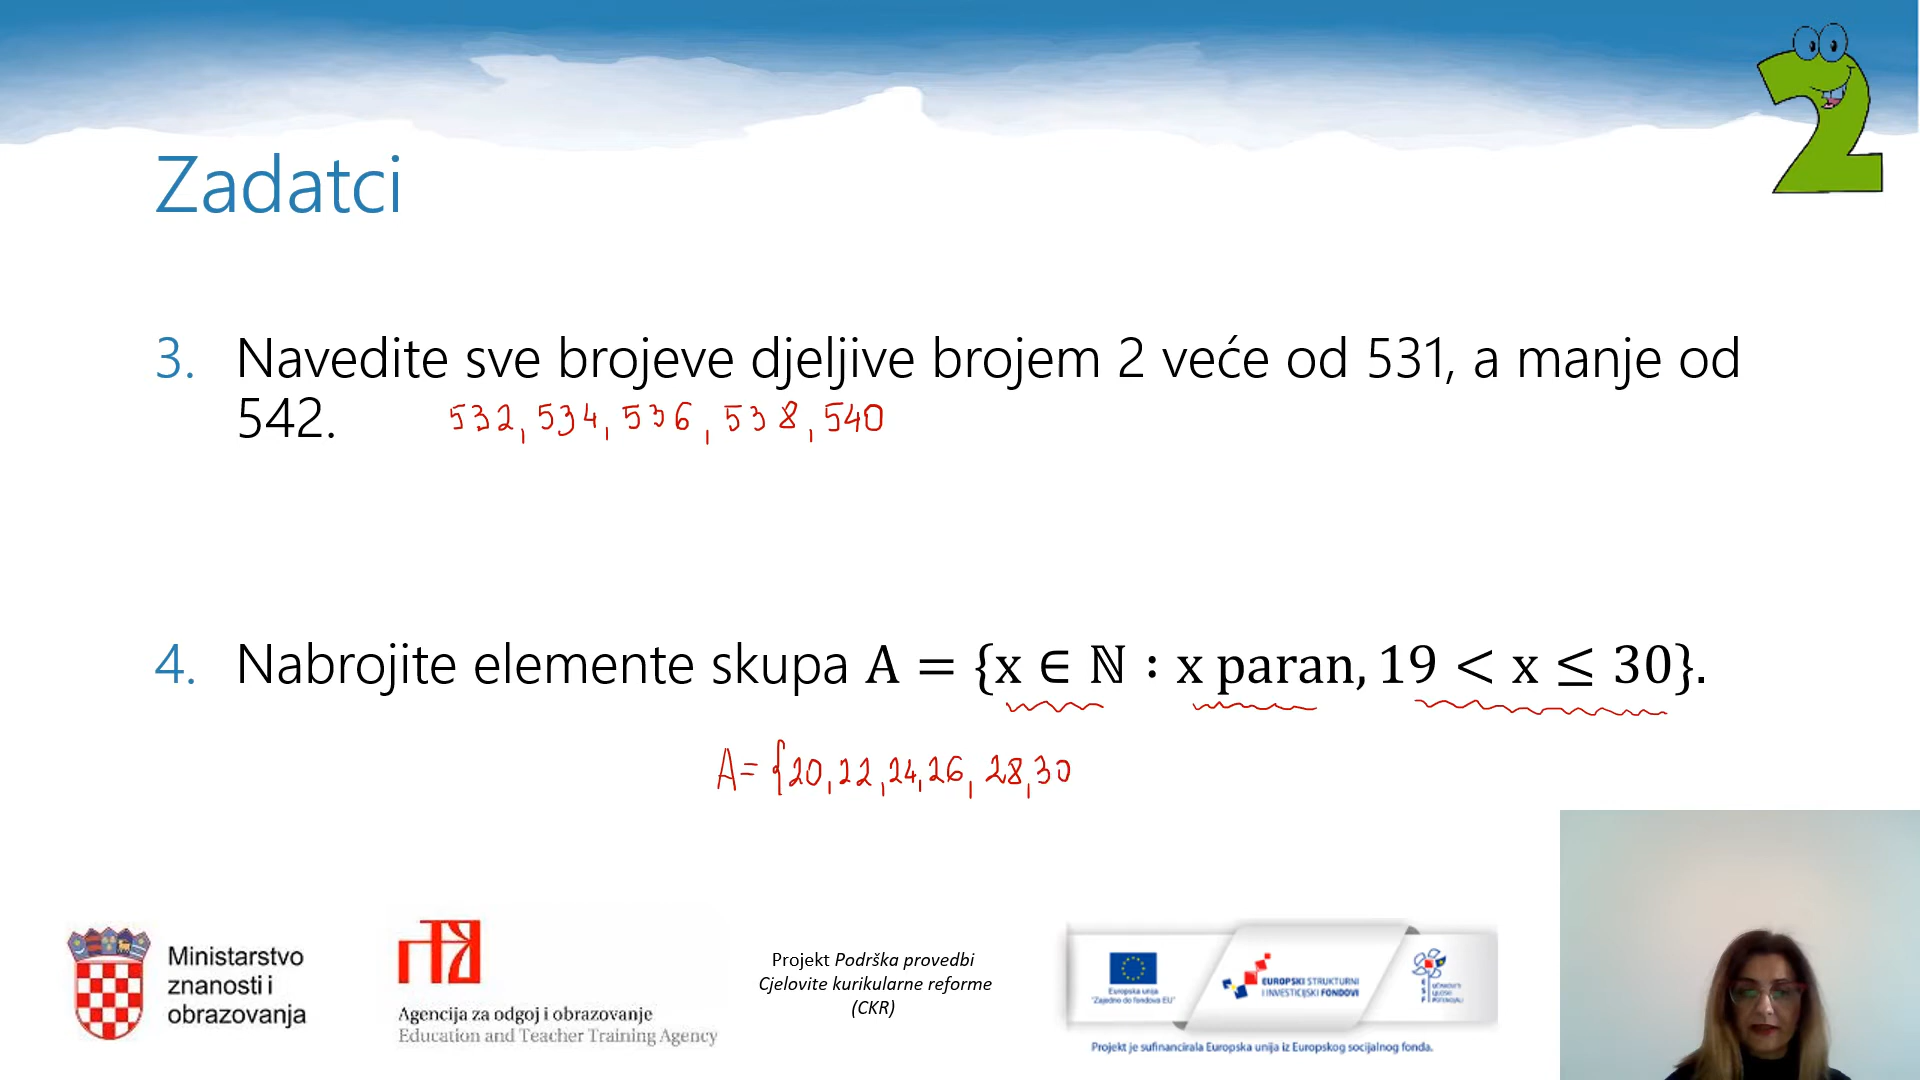 Zadatci
3. Navedite sve brojeve djeljive brojem 2 veće od 531, a manje od
542. 532, 534, 536, 538, 540
4. Nabrojite elemente skupa A = {x ∈ ℕ : x paran, 19 < x ≤ 30}.
A = {20, 22, 24, 26, 28, 30
Ministarstvo
znanosti i
obrazovanja
Agencija za odgoj i obrazovanje
Education and Teacher Training Agency
Projekt Podrška provedbi
Cjelovite kurikularne reforme
(CKR)
Europska unija
"Zajedno do fondova EU"
EUROPSKI STRUKTURNI
I INVESTICIJSKI FONDOVI
Projekt je sufinancirala Europska unija iz Europskog socijalnog fonda.